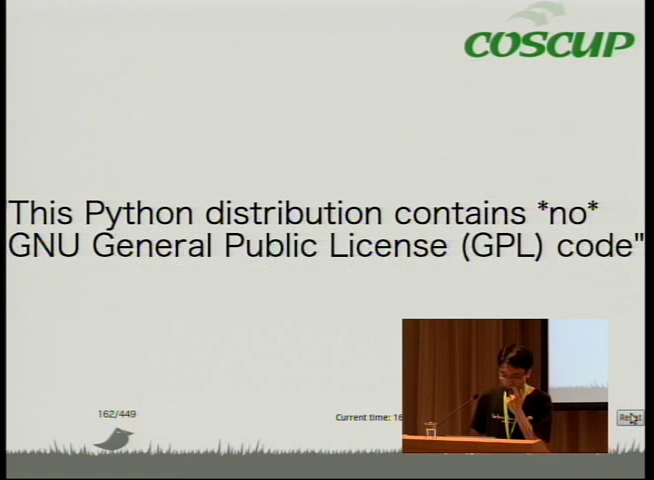 COSCUP
This Python distribution contains *no*
GNU General Public License (GPL) code"
162/449
Current time: 16